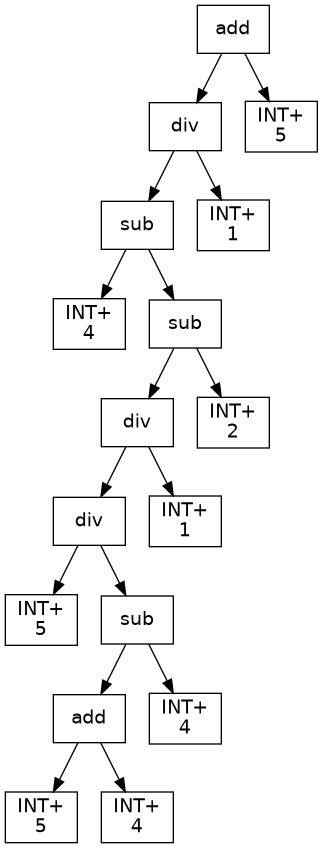 add
div
INT+
5
sub
INT+
1
INT+
4
sub
div
INT+
2
div
INT+
1
INT+
5
sub
add
INT+
4
INT+
5
INT+
4